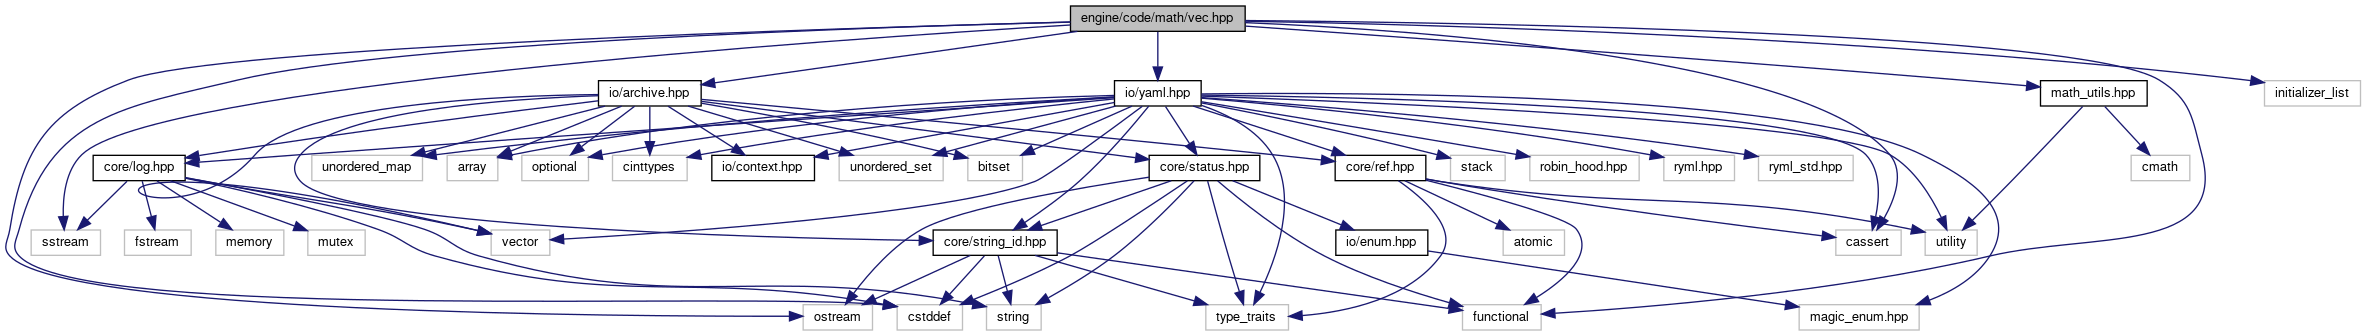 engine/code/math/vec.hpp
io/archive.hpp
io/yaml.hpp
math_utils.hpp
initializer_list
core/log.hpp
unordered_map
array
optional
cinttypes
io/context.hpp
unordered_set
bitset
core/status.hpp
core/ref.hpp
stack
robin_hood.hpp
ryml.hpp
ryml_std.hpp
cmath
sstream
fstream
memory
mutex
vector
core/string_id.hpp
io/enum.hpp
atomic
cassert
utility
ostream
cstddef
string
type_traits
functional
magic_enum.hpp